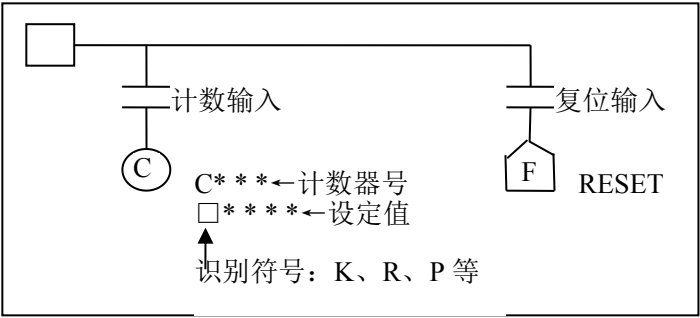 计数输入
复位输入
C
C***←计数器号
F
RESET
□****←设定值
识别符号：K、R、P 等